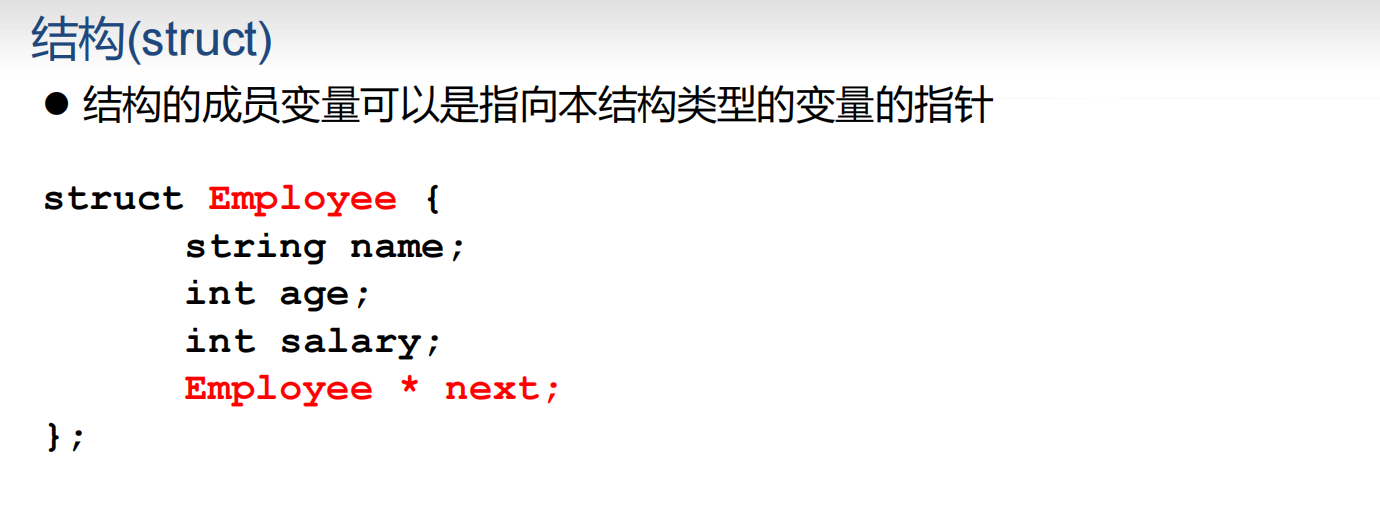 结构(struct)
● 结构的成员变量可以是指向本结构类型的变量的指针
struct Employee {
string name;
int age;
int salary;
Employee * next;
};